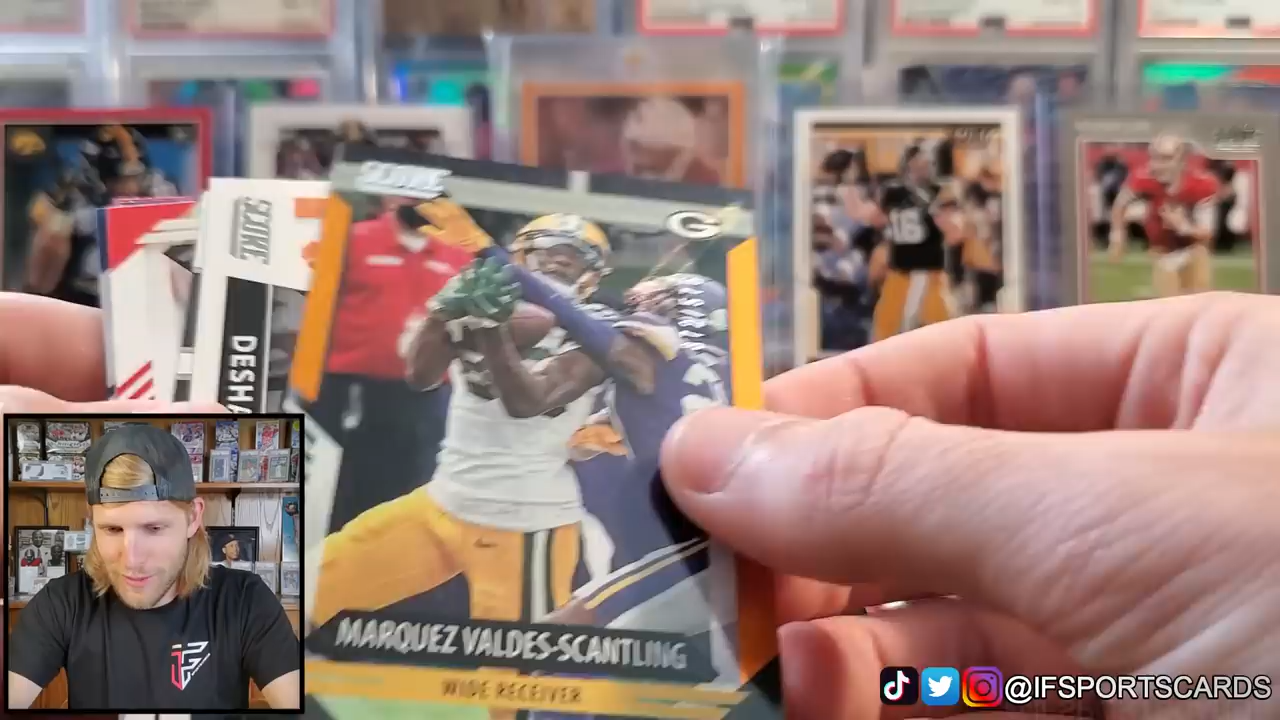 SCORE
G
SCORE
DESHA
16
MARQUEZ VALDES-SCANTLING
WIDE RECEIVER
@IFSPORTSCARDS